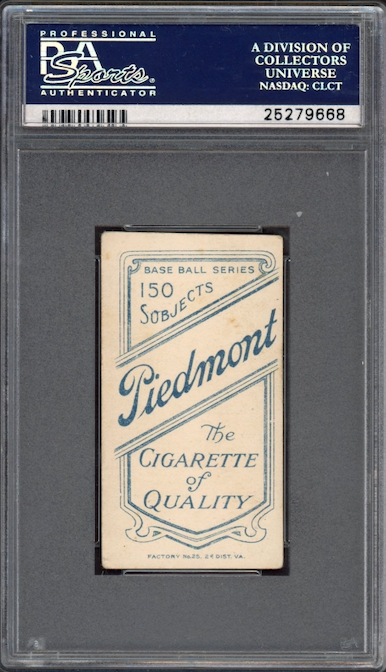 PROFESSIONAL
PSA
Sports
AUTHENTICATOR
A DIVISION OF
COLLECTORS
UNIVERSE
NASDAQ: CLCT
25279668
BASE BALL SERIES
150
SUBJECTS
Piedmont
The
CIGARETTE
of
QUALITY
FACTORY No 25, 2D DIST. VA.